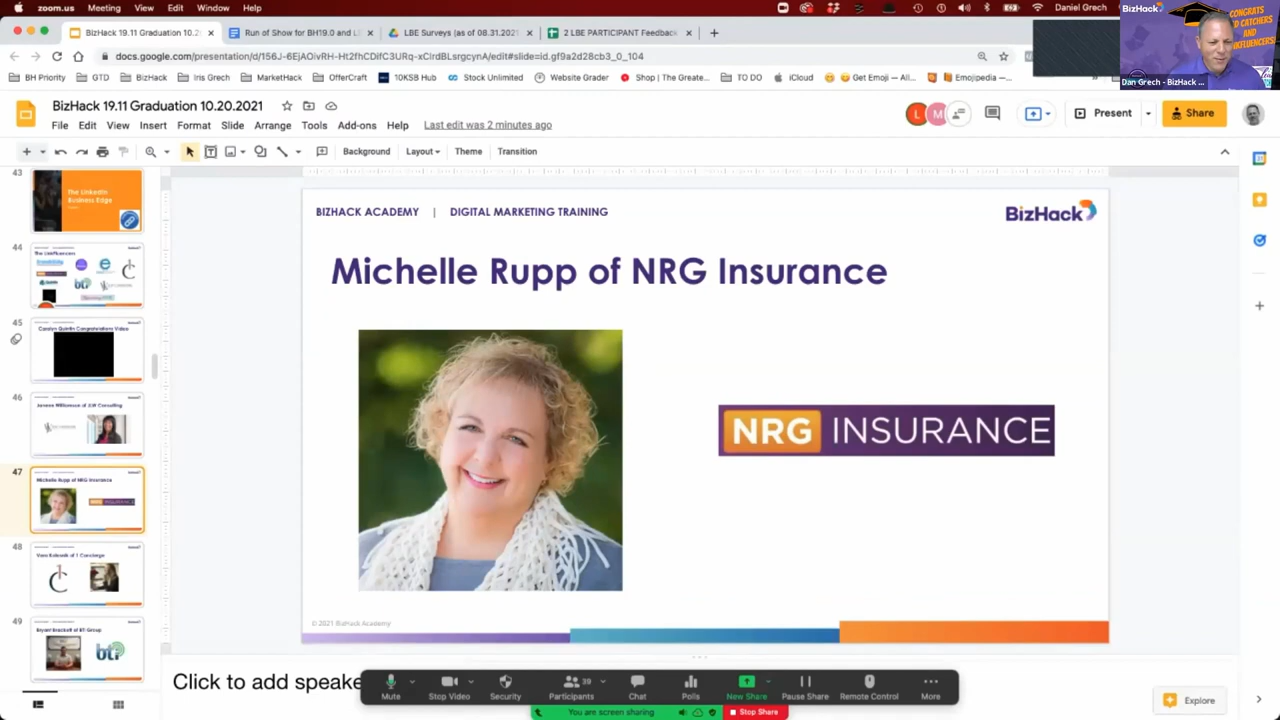 zoom.us Meeting View Edit Window Help Daniel Grech
BizHack 19.11 Graduation 10.20.2
Run of Show for BH19.0 and L
LBE Surveys (as of 08.31.2021)
2 LBE PARTICIPANT Feedback
docs.google.com/presentation/d/156J-6EjAOivRH-Ht2fhCDifC3URq-xClrdBLsrgcynA/edit#slide=id.gf9a2d28cb3_0_104
BH Priority GTD BizHack Iris Grech MarketHack OfferCraft 10KSB Hub Stock Unlimited Website Grader Shop | The Greate... TO DO iCloud Get Emoji — All... Emojipedia —...
BizHack
CONGRATS
Dan Grech - BizHack ...
BizHack 19.11 Graduation 10.20.2021
File Edit View Insert Format Slide Arrange Tools Add-ons Help Last edit was 2 minutes ago
L M Present Share
Background Layout Theme Transition
43
The LinkedIn
Business Edge
44
The Linkfluencers
45
Carolyn Quintin Congratulations Video
46
47
Michelle Rupp of NRG Insurance
48
49
bti
BIZHACK ACADEMY | DIGITAL MARKETING TRAINING
BizHack
Michelle Rupp of NRG Insurance
NRG INSURANCE
© 2021 BizHack Academy
Click to add speake
Mute Stop Video Security Participants 39 Chat Polls New Share Pause Share Remote Control More
You are screen sharing Stop Share
Explore